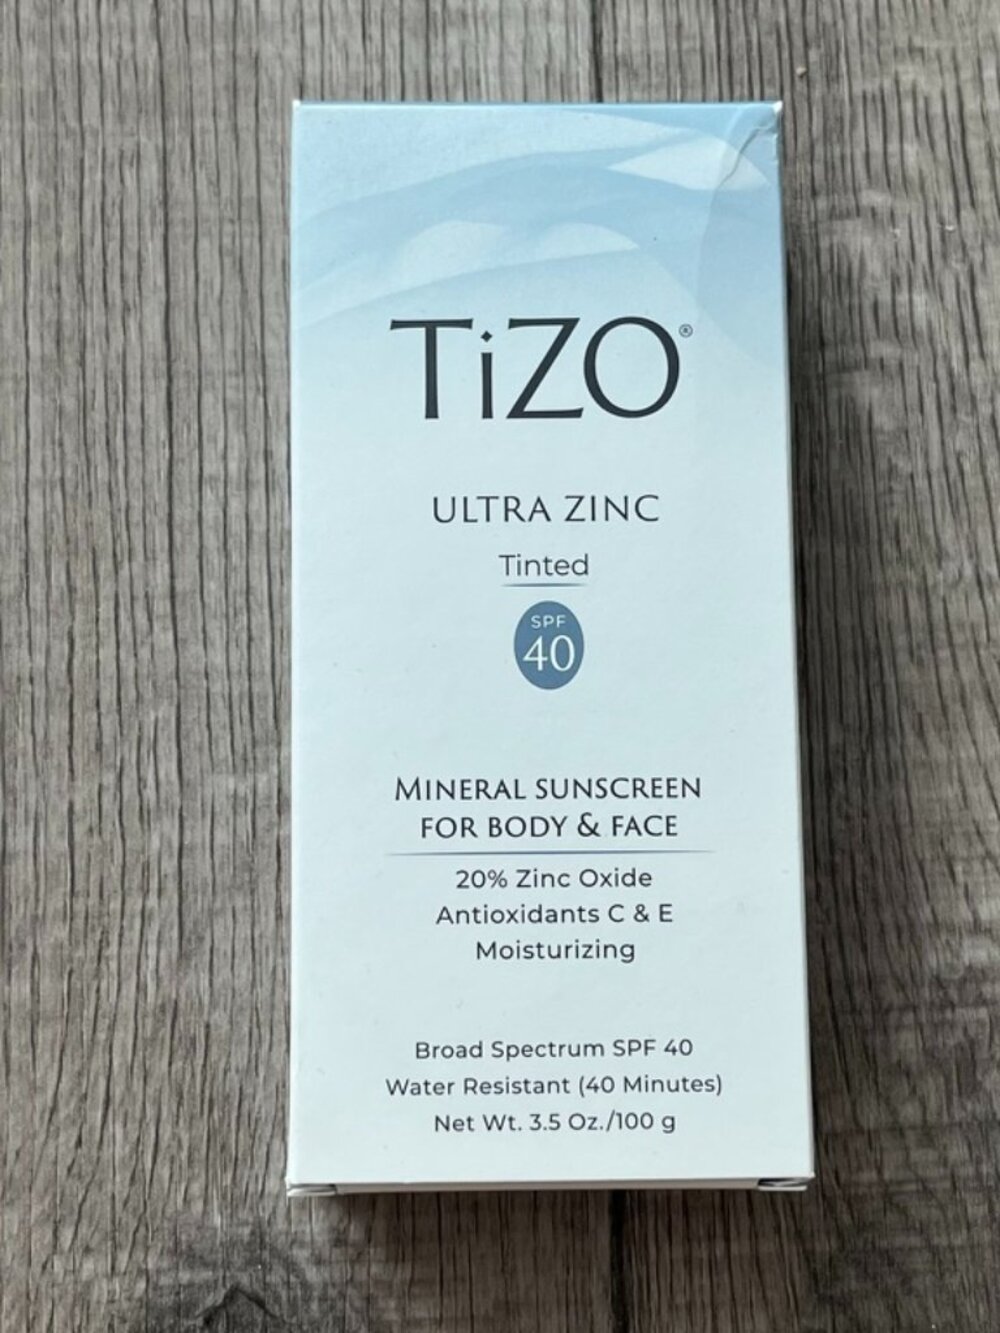 TiZO®
ULTRA ZINC
Tinted
SPF
40
MINERAL SUNSCREEN
FOR BODY & FACE
20% Zinc Oxide
Antioxidants C & E
Moisturizing
Broad Spectrum SPF 40
Water Resistant (40 Minutes)
Net Wt. 3.5 Oz./100 g